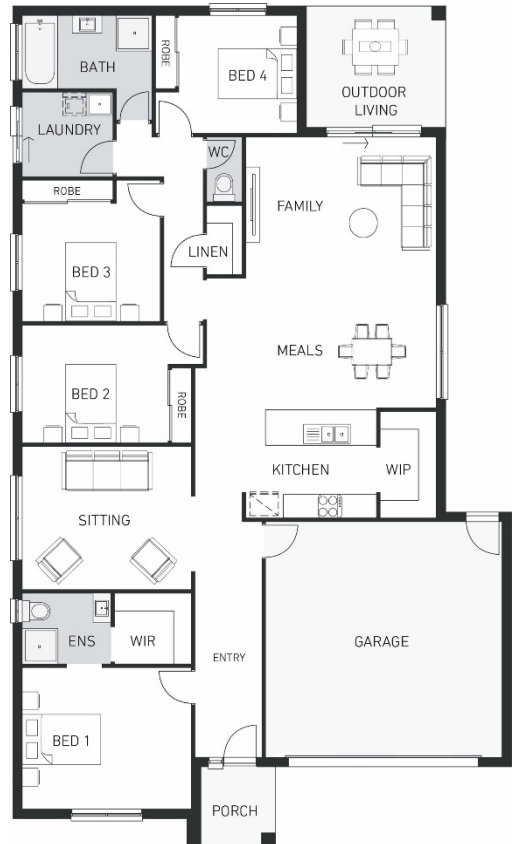 BATH
ROBE
BED 4
OUTDOOR
LIVING
LAUNDRY
WC
ROBE
FAMILY
LINEN
BED 3
MEALS
BED 2
ROBE
KITCHEN
WIP
SITTING
ENS
WIR
ENTRY
GARAGE
BED 1
PORCH